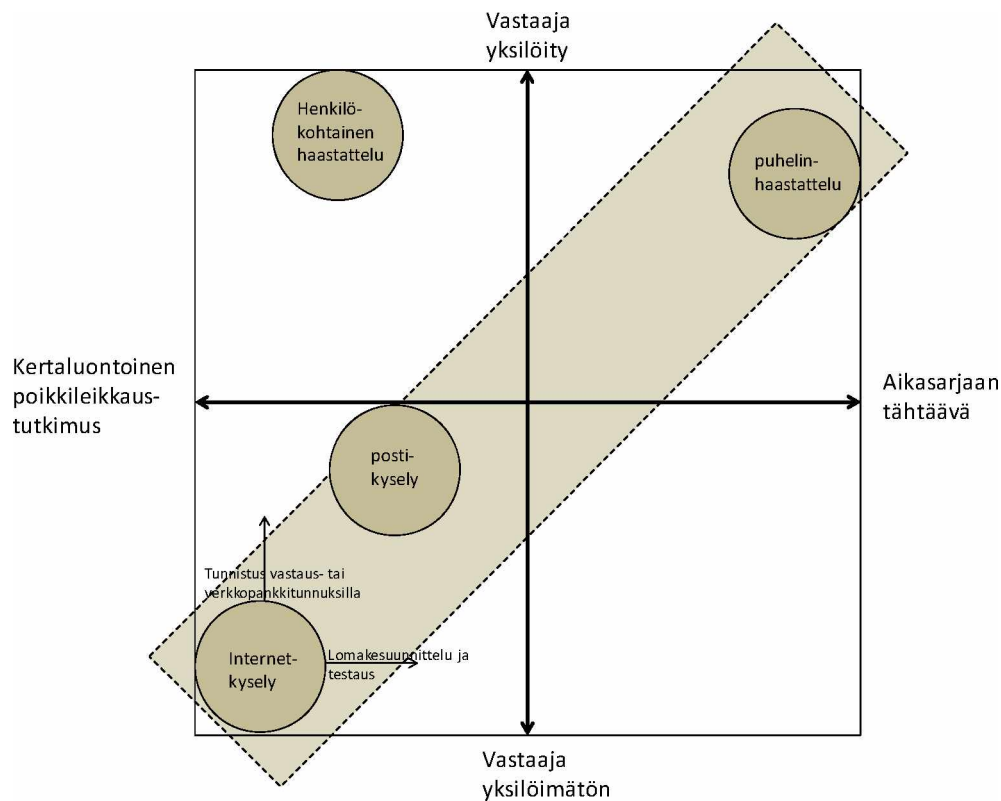 Vastaaja
yksilöity
Henkilö-
kohtainen
haastattelu
puhelin-
haastattelu
Kertaluontoinen
poikkileikkaus-
tutkimus
Aikasarjaan
tähtäävä
posti-
kysely
Tunnistus vastaus- tai
verkkopankkitunnuksilla
Internet-
kysely
Lomakesuunnittelu ja
testaus
Vastaaja
yksilöimätön